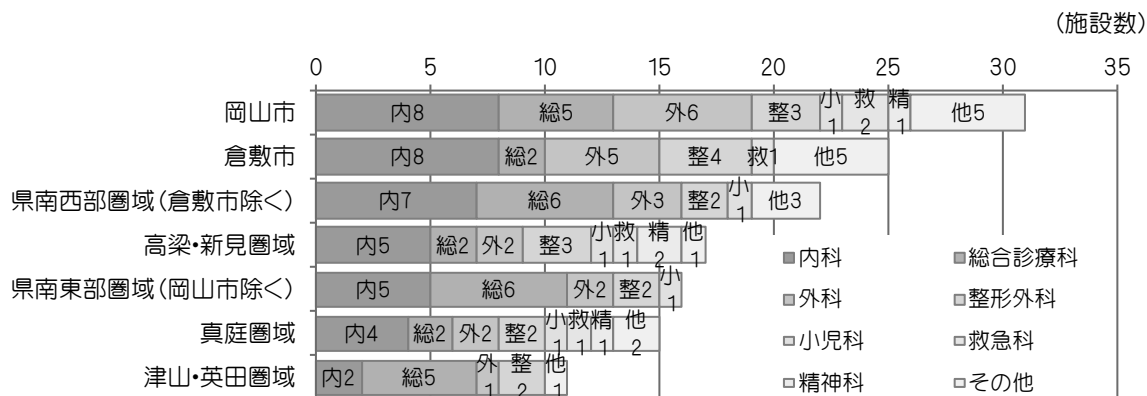 (施設数)
0 5 10 15 20 25 30 35
岡山市 内8 総5 外6 整3 小1 救2 精1 他5
倉敷市 内8 総2 外5 整4 救1 他5
県南西部圏域(倉敷市除く) 内7 総6 外3 整2 小1 他3
高梁・新見圏域 内5 総2 外2 整3 小1 救1 精2 他1
県南東部圏域(岡山市除く) 内5 総6 外2 整2 小1
真庭圏域 内4 総2 外2 整2 小1 救1 精1 他2
津山・英田圏域 内2 総5 外1 整2 他1
内科 総合診療科
外科 整形外科
小児科 救急科
精神科 その他